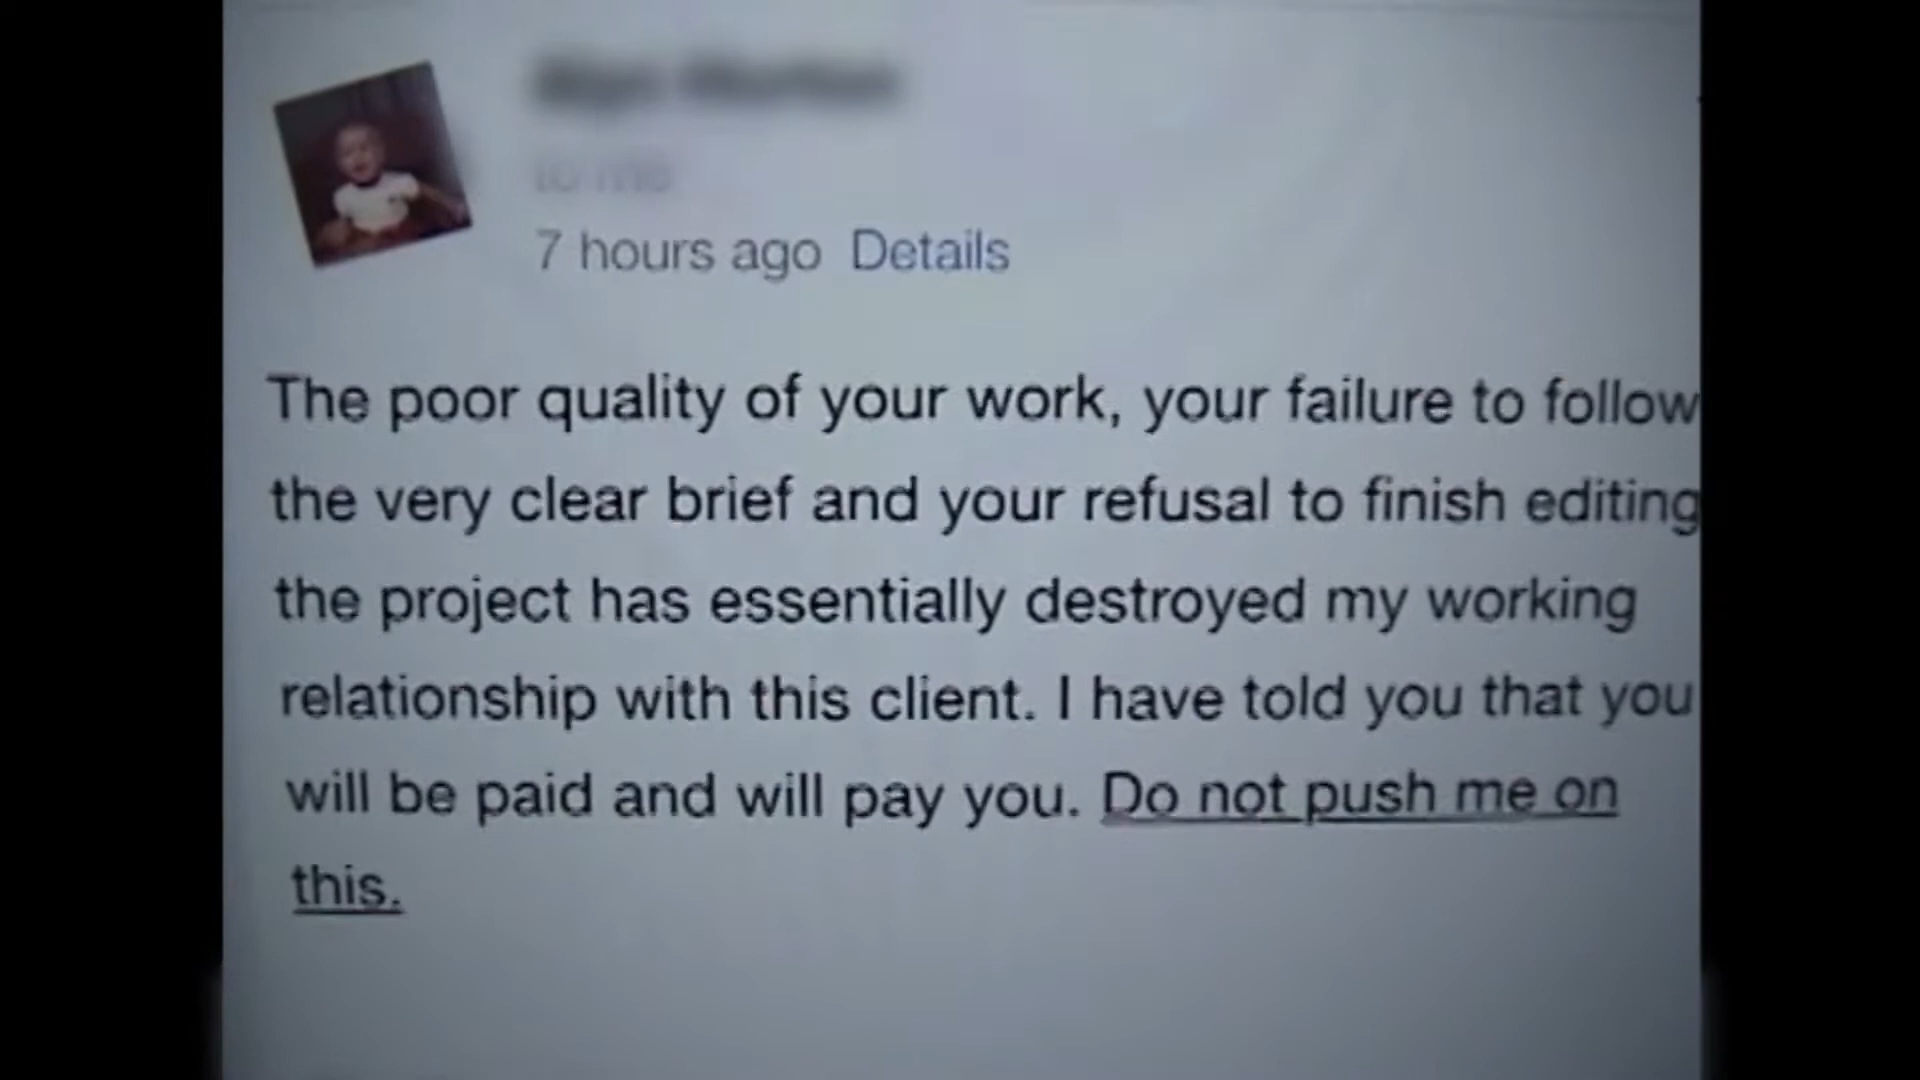 to me
7 hours ago Details
The poor quality of your work, your failure to follow
the very clear brief and your refusal to finish editing
the project has essentially destroyed my working
relationship with this client. I have told you that you
will be paid and will pay you. Do not push me on
this.